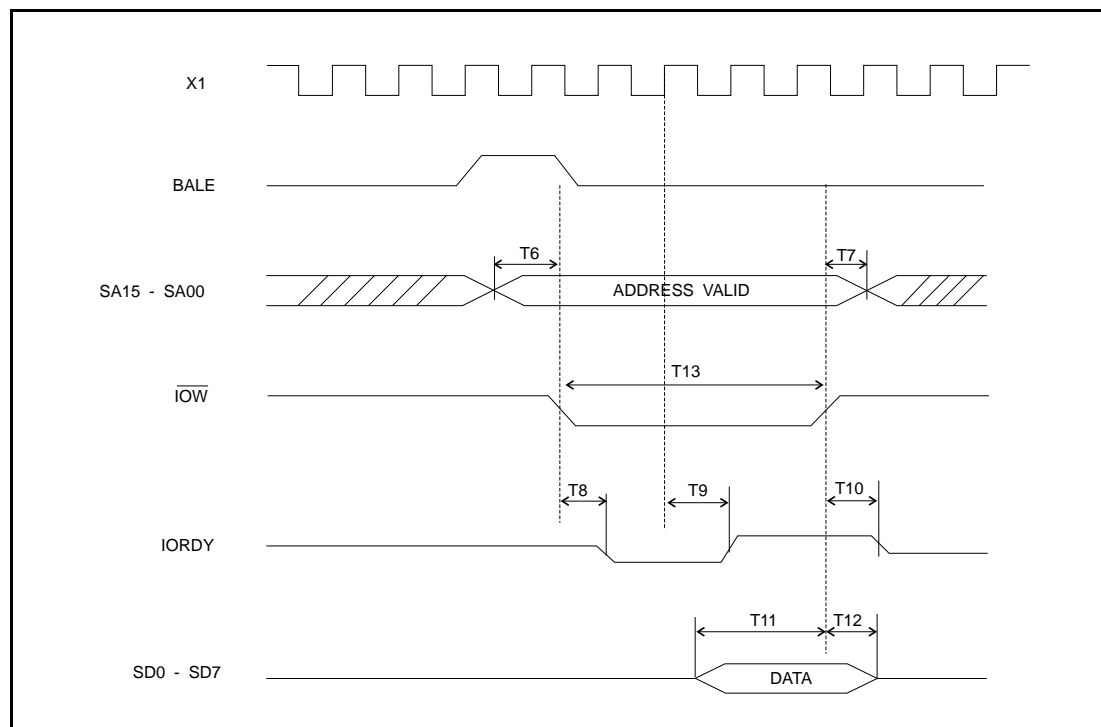 X1
BALE
T6
T7
SA15 - SA00
ADDRESS VALID
T13
IOW
T8
T9
T10
IORDY
T11
T12
SD0 - SD7
DATA